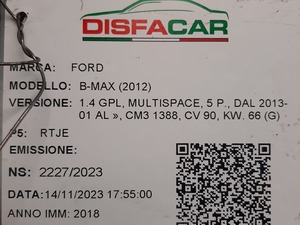 DISFACAR
MARCA: FORD
MODELLO: B-MAX (2012)
VERSIONE: 1.4 GPL, MULTISPACE, 5 P., DAL 2013-
01 AL », CM3 1388, CV 90, KW. 66 (G)
P5: RTJE
EMISSIONE:
NS: 2227/2023
DATA:14/11/2023 17:55:00
ANNO IMM: 2018